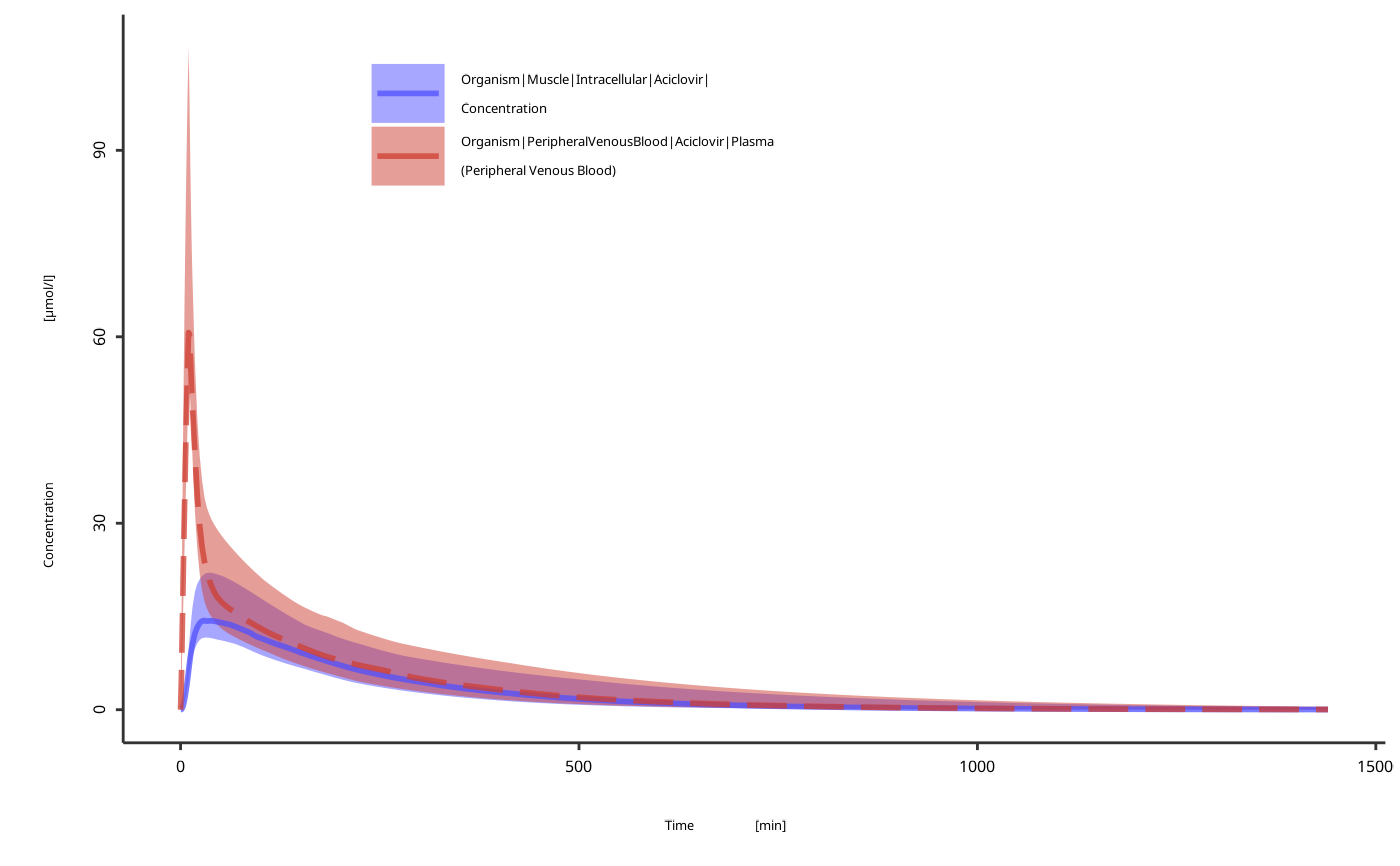 Organism|Muscle|Intracellular|Aciclovir|
Concentration
Organism|PeripheralVenousBlood|Aciclovir|Plasma
(Peripheral Venous Blood)
90
60
30
0
Concentration [µmol/l]
0 500 1000 1500
Time [min]